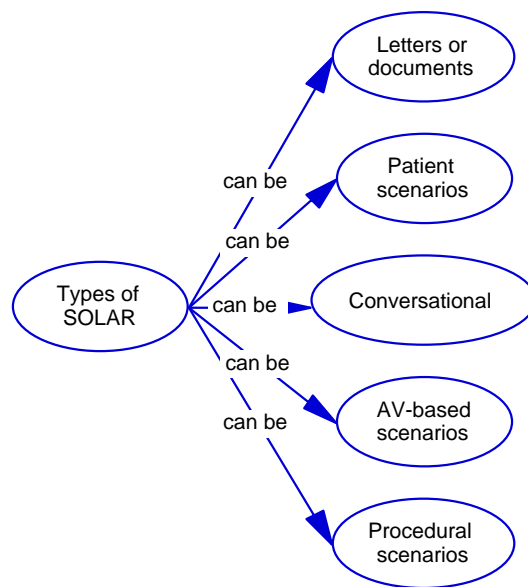 Letters or
documents
can be
Patient
scenarios
can be
Types of
SOLAR
can be
Conversational
can be
AV-based
scenarios
can be
Procedural
scenarios